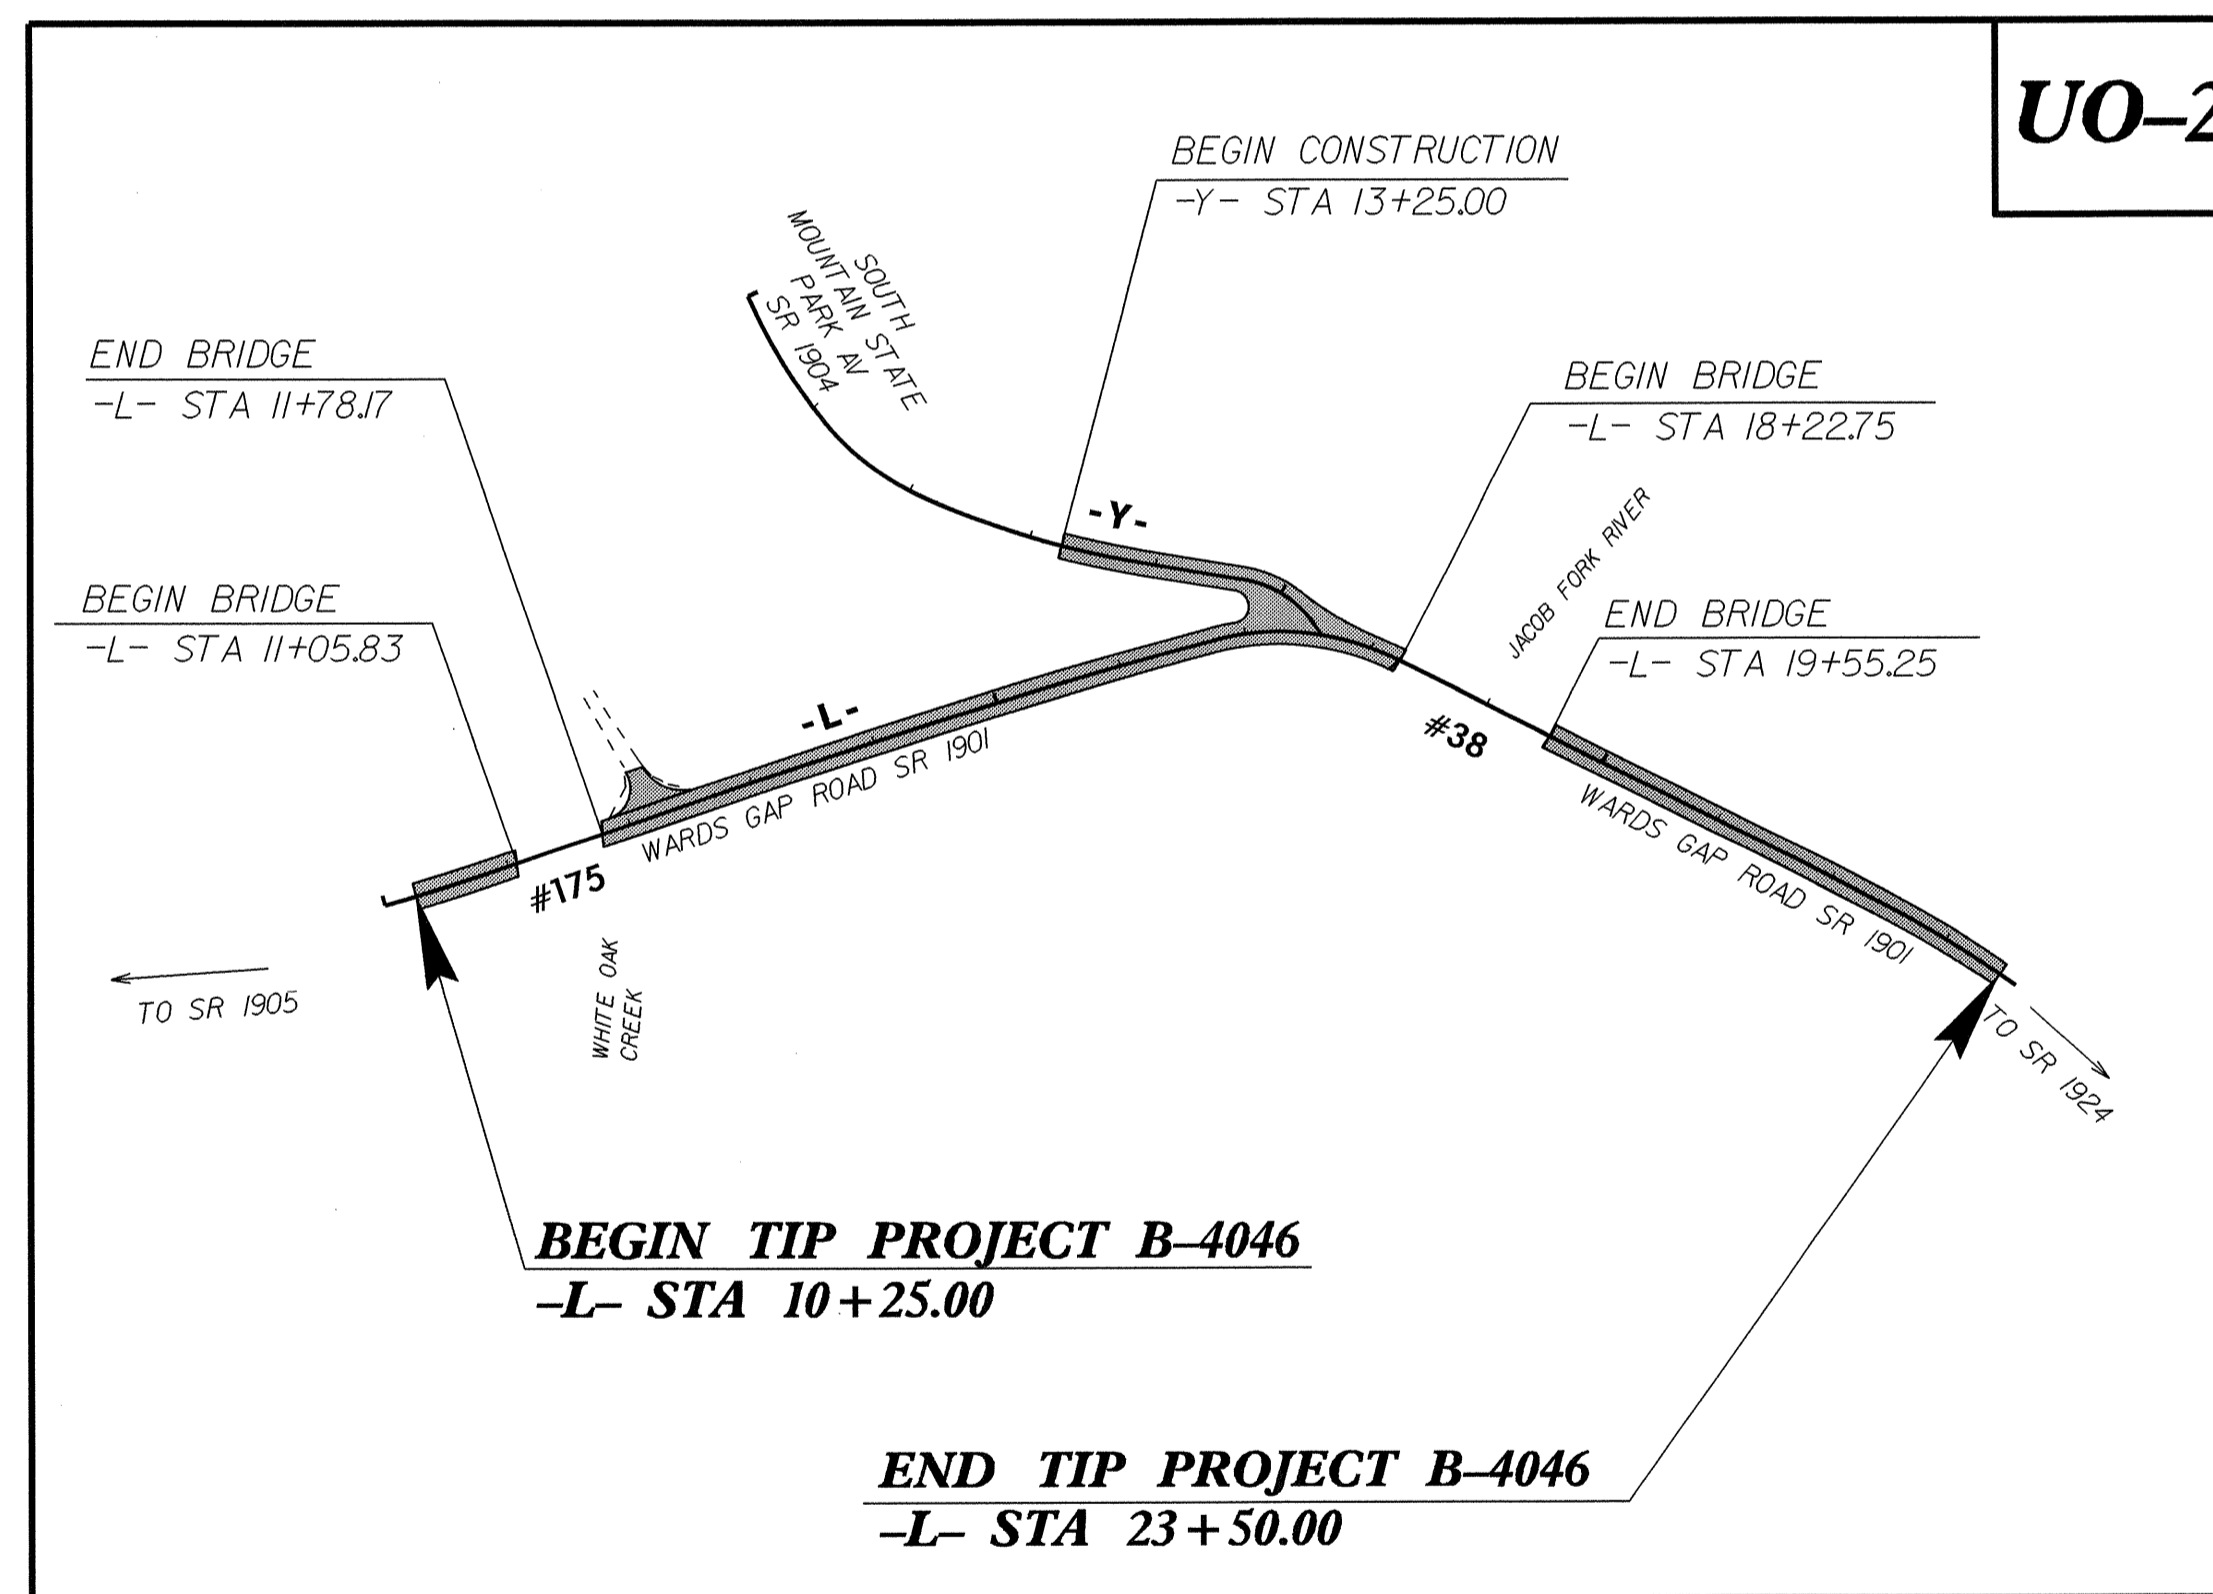 UO–2
BEGIN CONSTRUCTION
-Y- STA 13+25.00
SOUTH
MOUNTAIN STATE
PARK AV
SR 1904
END BRIDGE
-L- STA 11+78.17
BEGIN BRIDGE
-L- STA 18+22.75
-Y-
JACOB FORK RIVER
BEGIN BRIDGE
-L- STA 11+05.83
END BRIDGE
-L- STA 19+55.25
-L-
#38
WARDS GAP ROAD SR 1901
WARDS GAP ROAD SR 1901
#175
WHITE OAK
CREEK
TO SR 1905
TO SR 1924
BEGIN TIP PROJECT B–4046
–L– STA 10+25.00
END TIP PROJECT B–4046
–L– STA 23+50.00